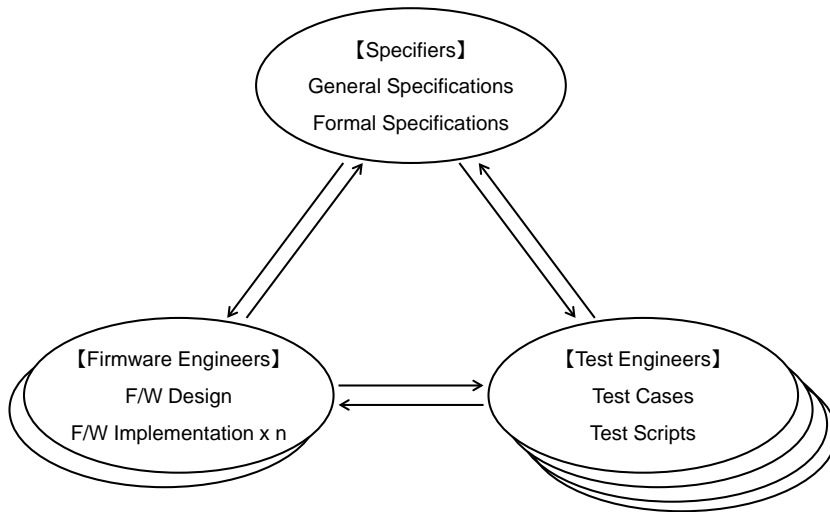 【Specifiers】
General Specifications
Formal Specifications
【Firmware Engineers】
F/W Design
F/W Implementation x n
【Test Engineers】
Test Cases
Test Scripts